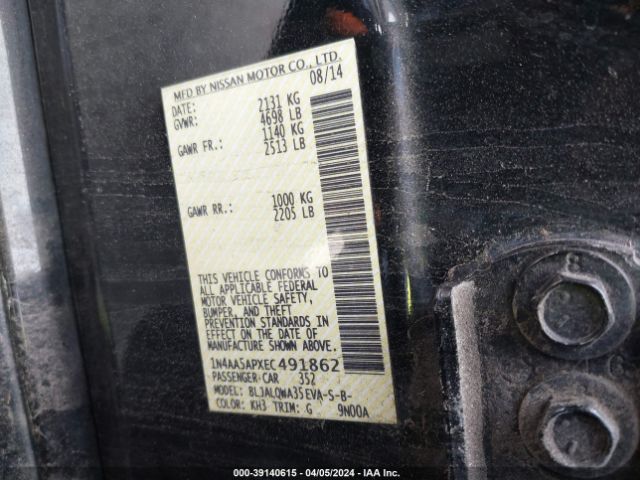 MFD BY NISSAN MOTOR CO., LTD.
DATE: 08/14
GVWR: 2131 KG
4698 LB
GAWR FR.: 1140 KG
2513 LB
GAWR RR.: 1000 KG
2205 LB
THIS VEHICLE CONFORMS TO
ALL APPLICABLE FEDERAL
MOTOR VEHICLE SAFETY,
BUMPER, AND THEFT
PREVENTION STANDARDS IN
EFFECT ON THE DATE OF
MANUFACTURE SHOWN ABOVE.
1N4AA5APXEC491862
PASSENGER-CAR 352
MODEL: BLJALQWA35EVA-S-B-
COLOR: KH3 TRIM: G 9N00A
000-39140615 - 04/05/2024 - IAA Inc.